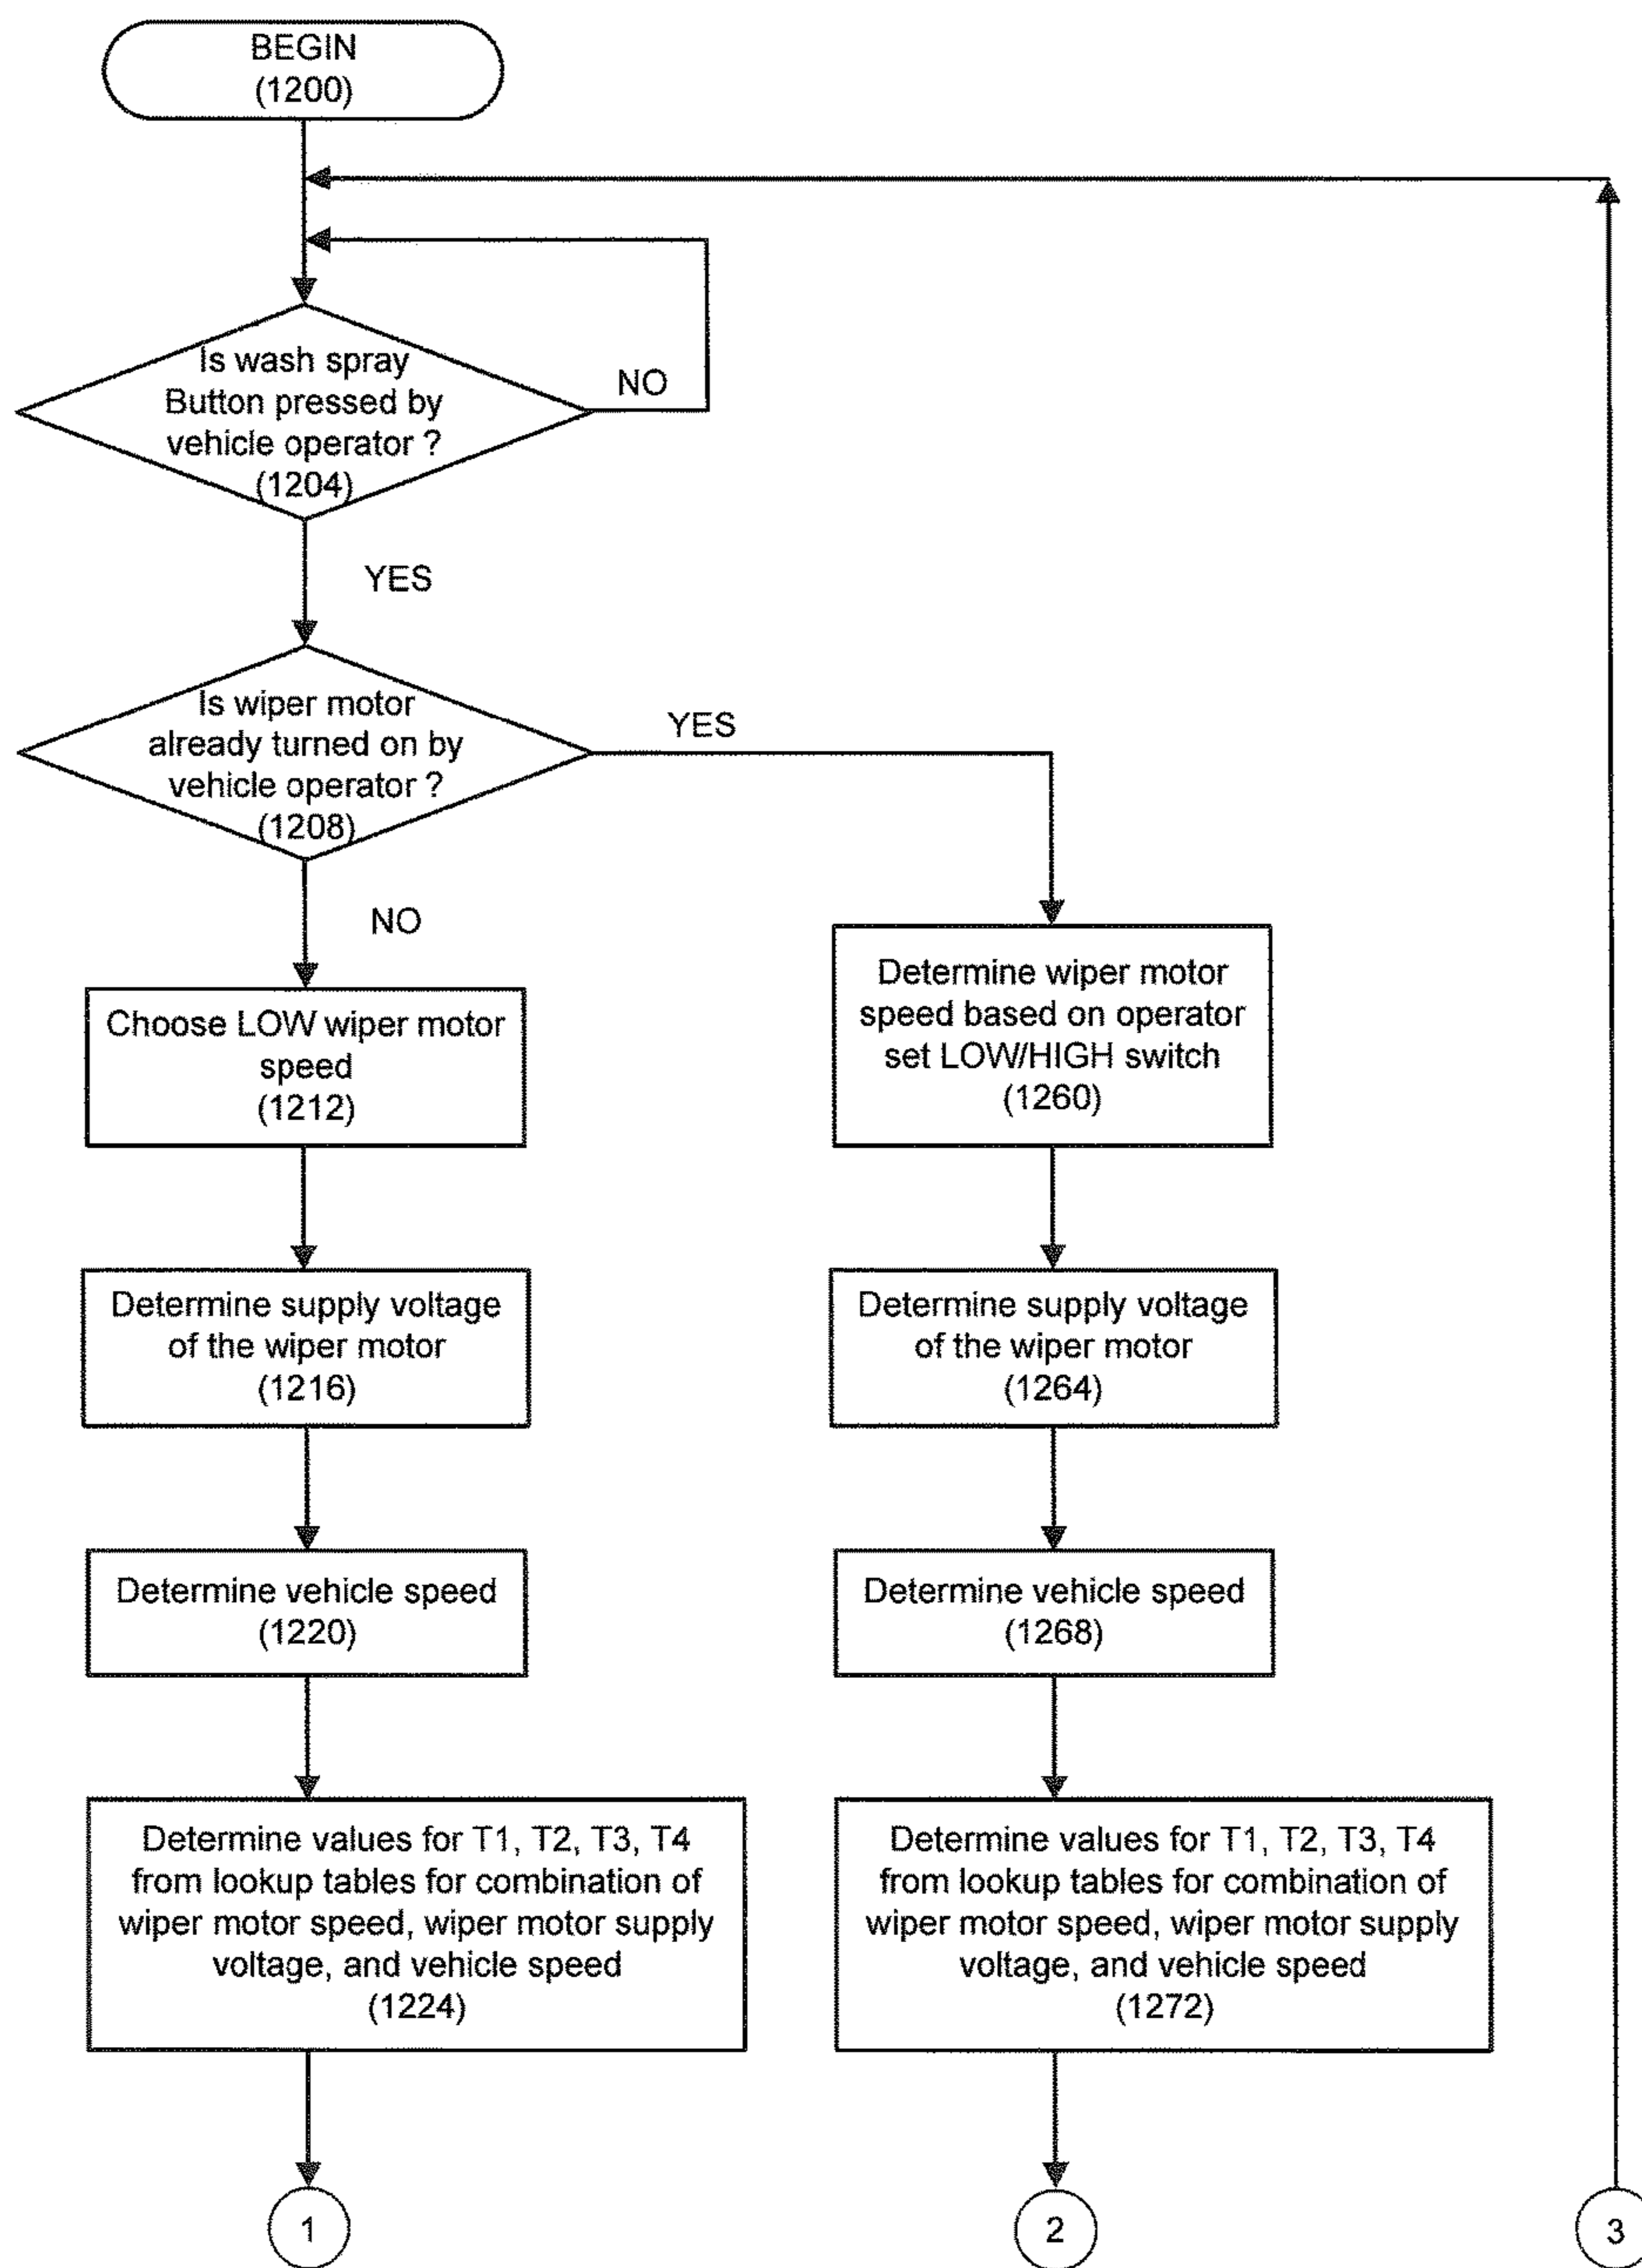 BEGIN
(1200)
Is wash spray
Button pressed by
vehicle operator ?
(1204)
NO
YES
Is wiper motor
already turned on by
vehicle operator ?
(1208)
YES
NO
Choose LOW wiper motor
speed
(1212)
Determine supply voltage
of the wiper motor
(1216)
Determine vehicle speed
(1220)
Determine values for T1, T2, T3, T4
from lookup tables for combination of
wiper motor speed, wiper motor supply
voltage, and vehicle speed
(1224)
1
Determine wiper motor
speed based on operator
set LOW/HIGH switch
(1260)
Determine supply voltage
of the wiper motor
(1264)
Determine vehicle speed
(1268)
Determine values for T1, T2, T3, T4
from lookup tables for combination of
wiper motor speed, wiper motor supply
voltage, and vehicle speed
(1272)
2
3